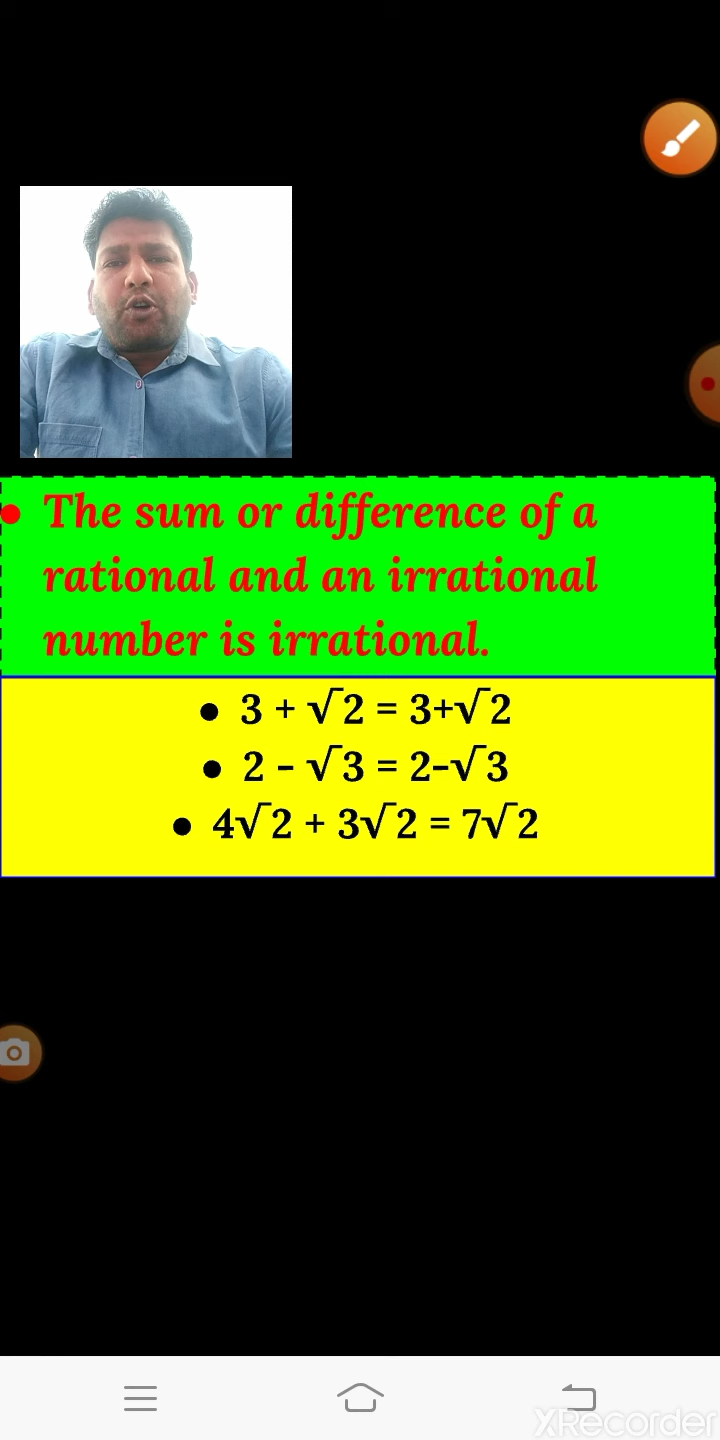 • The sum or difference of a
rational and an irrational
number is irrational.
• 3 + √2 = 3+√2
• 2 - √3 = 2-√3
• 4√2 + 3√2 = 7√2
XRecorder